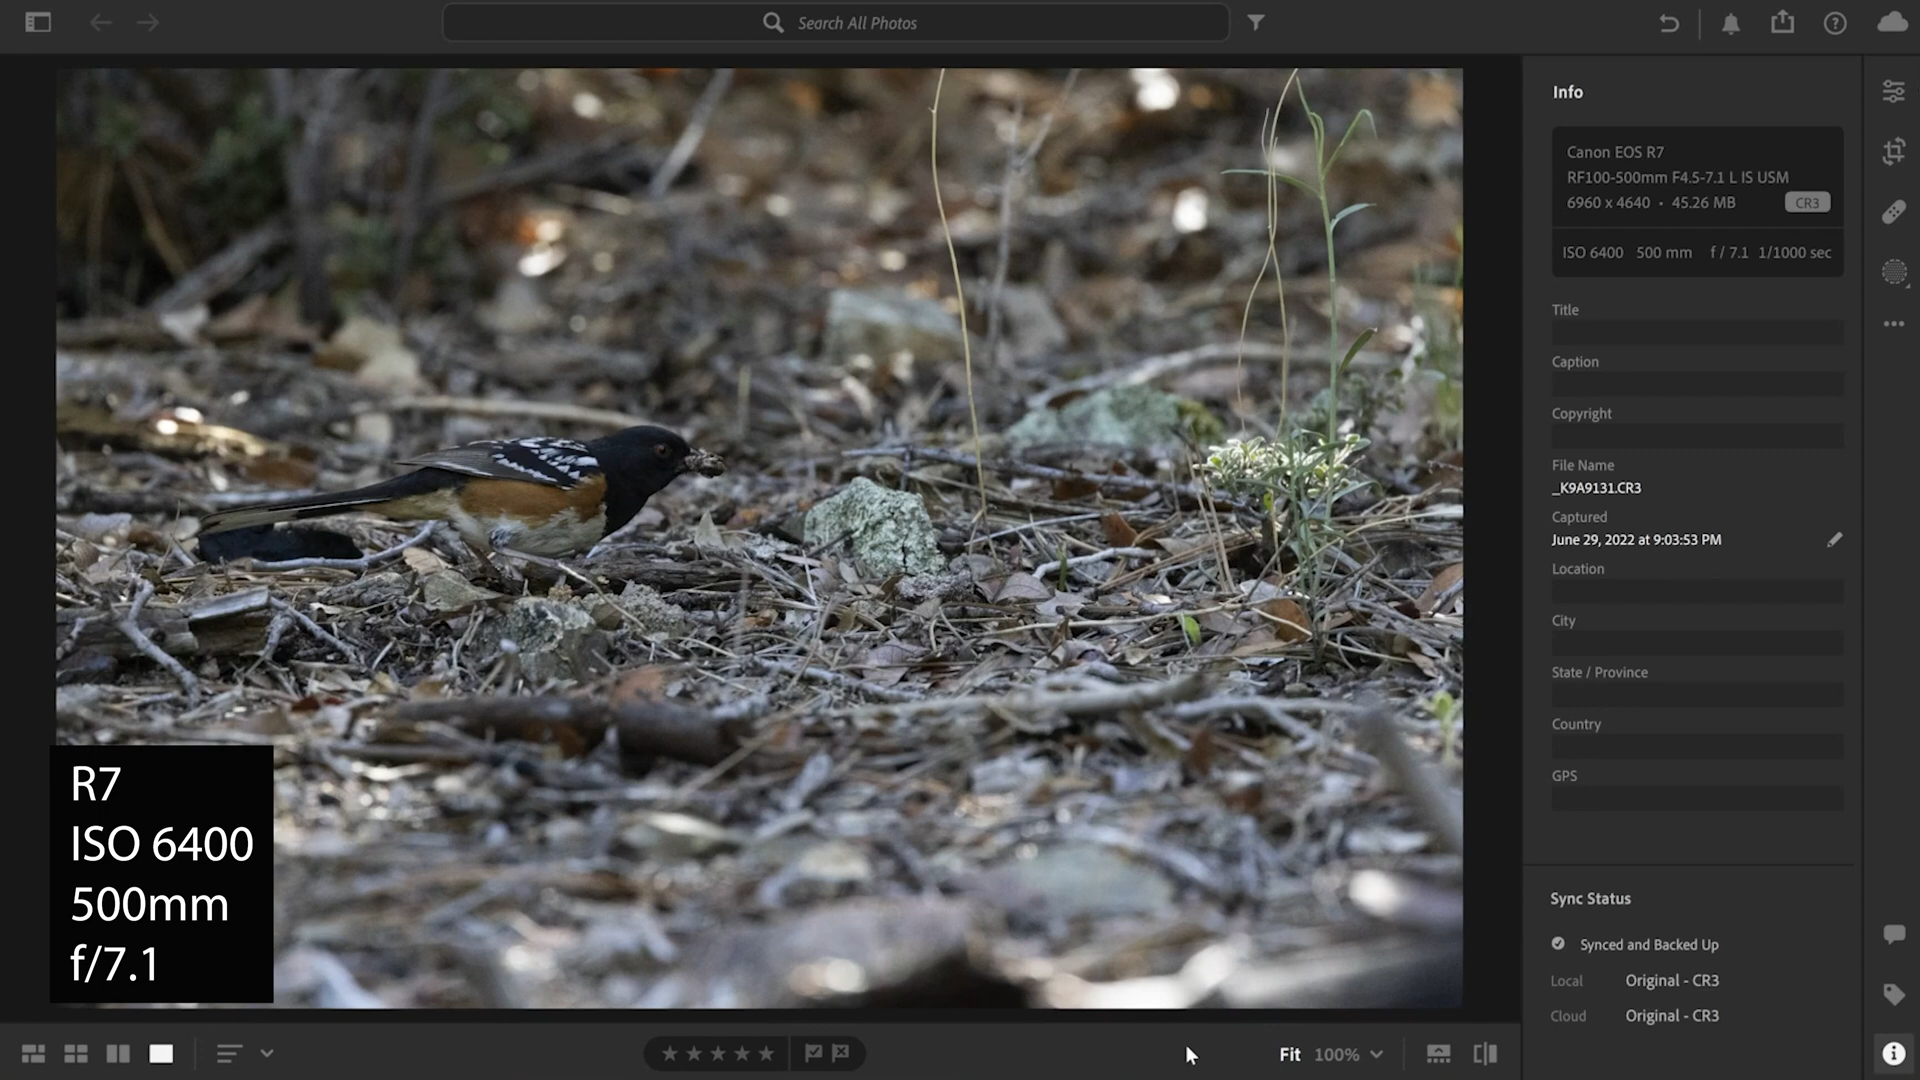 Search All Photos
Info
Canon EOS R7
RF100-500mm F4.5-7.1 L IS USM
6960 x 4640 • 45.26 MB CR3
ISO 6400 500 mm f / 7.1 1/1000 sec
Title
Caption
Copyright
File Name
_K9A9131.CR3
Captured
June 29, 2022 at 9:03:53 PM
Location
City
State / Province
Country
GPS
R7
ISO 6400
500mm
f/7.1
Sync Status
Synced and Backed Up
Local Original - CR3
Cloud Original - CR3
Fit 100%